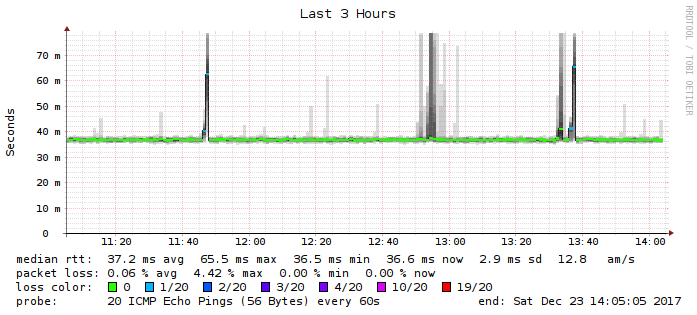 Last 3 Hours
RRDTOOL / TOBI OETIKER
Seconds
70 m
60 m
50 m
40 m
30 m
20 m
10 m
0
11:20 11:40 12:00 12:20 12:40 13:00 13:20 13:40 14:00
median rtt: 37.2 ms avg 65.5 ms max 36.5 ms min 36.6 ms now 2.9 ms sd 12.8 am/s
packet loss: 0.06 % avg 4.42 % max 0.00 % min 0.00 % now
loss color: 0 1/20 2/20 3/20 4/20 10/20 19/20
probe: 20 ICMP Echo Pings (56 Bytes) every 60s end: Sat Dec 23 14:05:05 2017